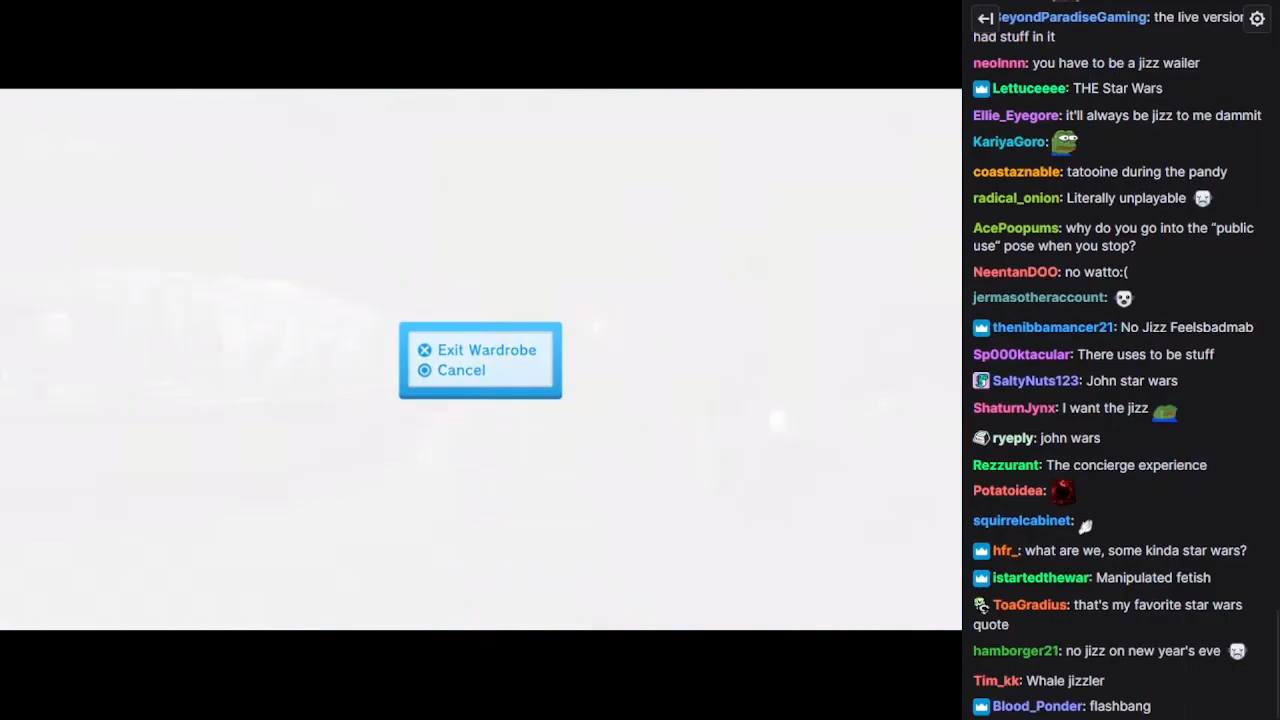 Exit Wardrobe
Cancel
BeyondParadiseGaming: the live version
had stuff in it
neolnnn: you have to be a jizz wailer
Lettuceeee: THE Star Wars
Ellie_Eyegore: it'll always be jizz to me dammit
KariyaGoro:
coastaznable: tatooine during the pandy
radical_onion: Literally unplayable
AcePoopums: why do you go into the “public
use“ pose when you stop?
NeentanDOO: no watto:(
jermasotheraccount:
thenibbamancer21: No Jizz Feelsbadmab
Sp000ktacular: There uses to be stuff
SaltyNuts123: John star wars
ShaturnJynx: I want the jizz
ryeply: john wars
Rezzurant: The concierge experience
Potatoidea:
squirrelcabinet:
hfr_: what are we, some kinda star wars?
istartedthewar: Manipulated fetish
ToaGradius: that's my favorite star wars
quote
hamborger21: no jizz on new year's eve
Tim_kk: Whale jizzler
Blood_Ponder: flashbang